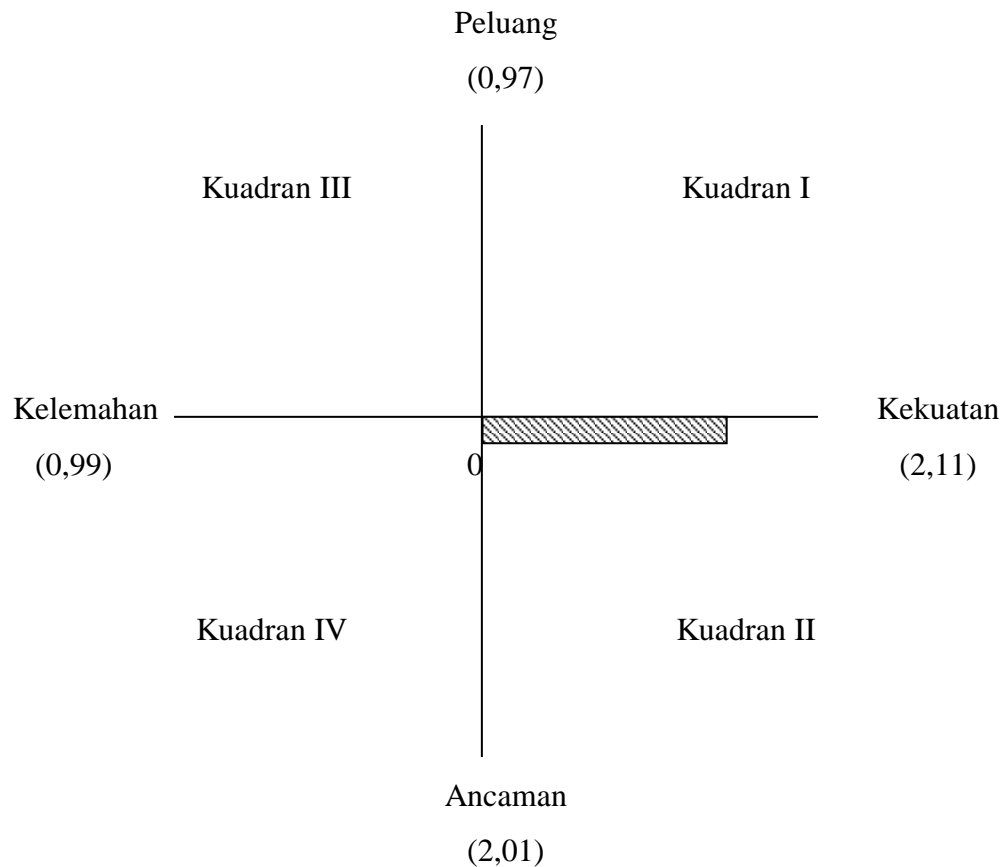 Peluang
(0,97)
Kuadran III
Kuadran I
Kelemahan
Kekuatan
(0,99)
0
(2,11)
Kuadran IV
Kuadran II
Ancaman
(2,01)